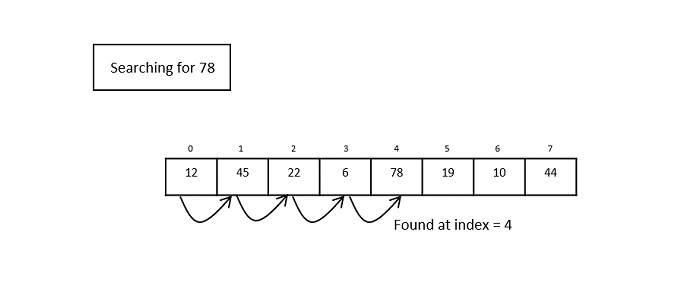 Searching for 78
0 1 2 3 4 5 6 7
12 45 22 6 78 19 10 44
Found at index = 4